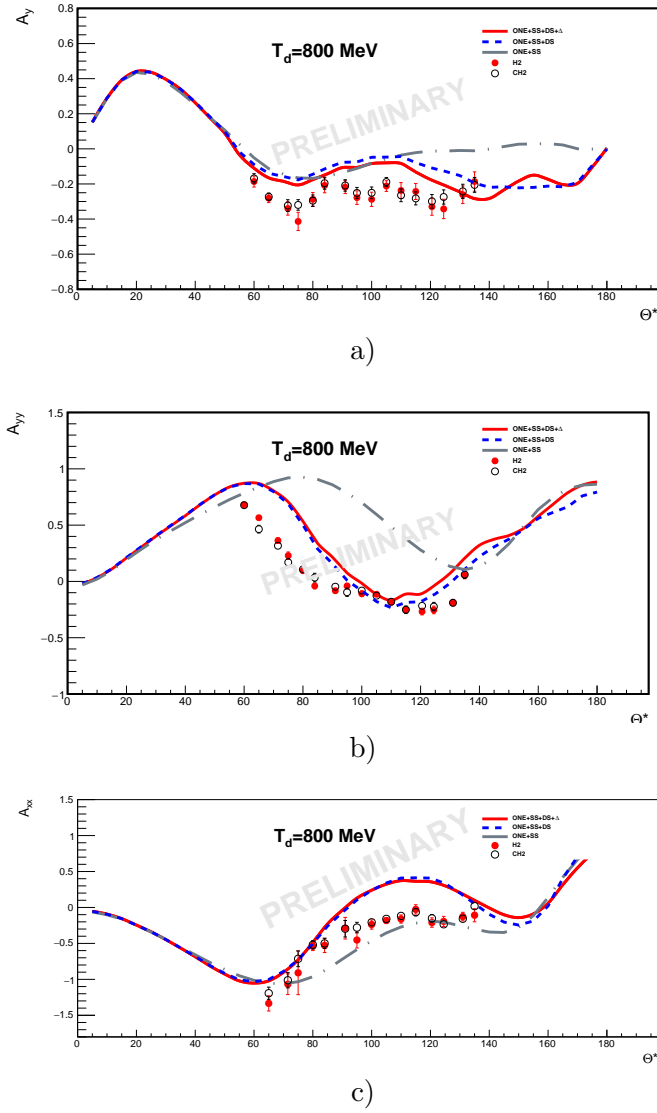 A_y
T_d=800 MeV
ONE+SS+DS+Δ
ONE+SS+DS
ONE+SS
H2
CH2
PRELIMINARY
0.8
0.6
0.4
0.2
0
−0.2
−0.4
−0.6
−0.8
0 20 40 60 80 100 120 140 160 180
Θ*
a)
A_yy
T_d=800 MeV
ONE+SS+DS+Δ
ONE+SS+DS
ONE+SS
H2
CH2
PRELIMINARY
1.5
1
0.5
0
−0.5
−1
0 20 40 60 80 100 120 140 160 180
Θ*
b)
A_xx
T_d=800 MeV
ONE+SS+DS+Δ
ONE+SS+DS
ONE+SS
H2
CH2
PRELIMINARY
1.5
1
0.5
0
−0.5
−1
−1.5
0 20 40 60 80 100 120 140 160 180
Θ*
c)